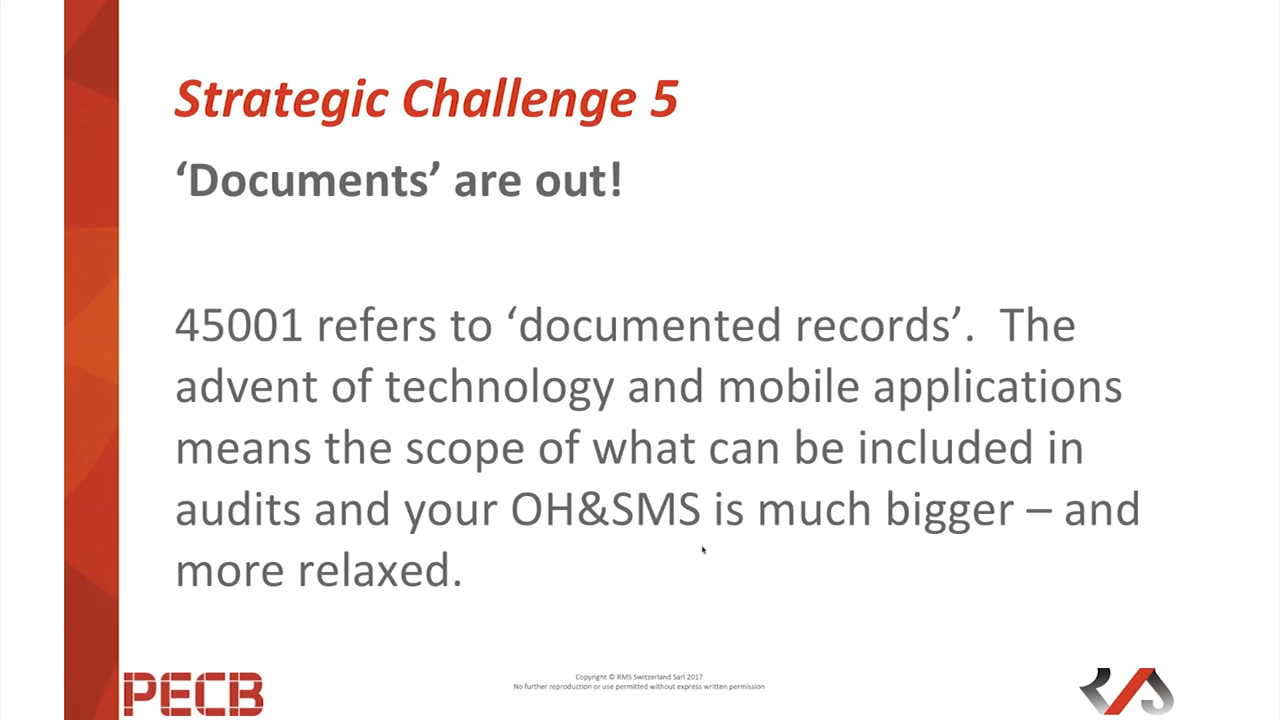 Strategic Challenge 5
‘Documents’ are out!
45001 refers to ‘documented records’.  The
advent of technology and mobile applications
means the scope of what can be included in
audits and your OH&SMS is much bigger – and
more relaxed.
PECB
Copyright © RMS Switzerland Sarl 2017
No further reproduction or use permitted without express written permission